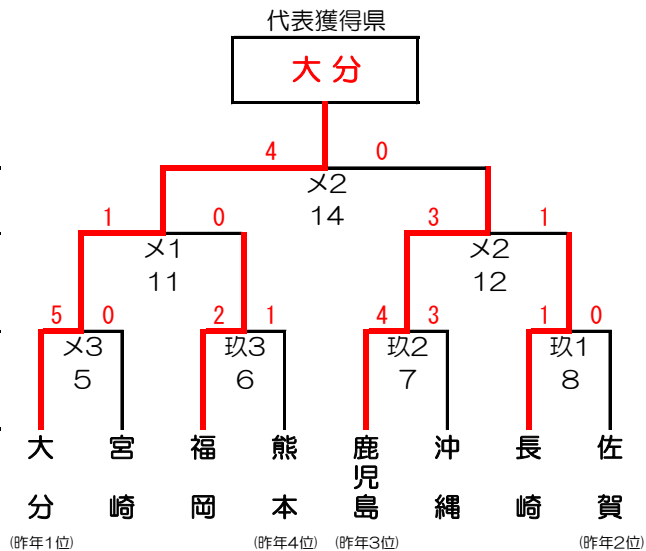 代表獲得県
大分
4 0
メ2
14
1 0 3 1
メ1 メ2
11 12
5 0 2 1 4 3 1 0
メ3 玖3 玖2 玖1
5 6 7 8
大分 宮崎 福岡 熊本 鹿児島 沖縄 長崎 佐賀
(昨年1位) (昨年4位) (昨年3位) (昨年2位)